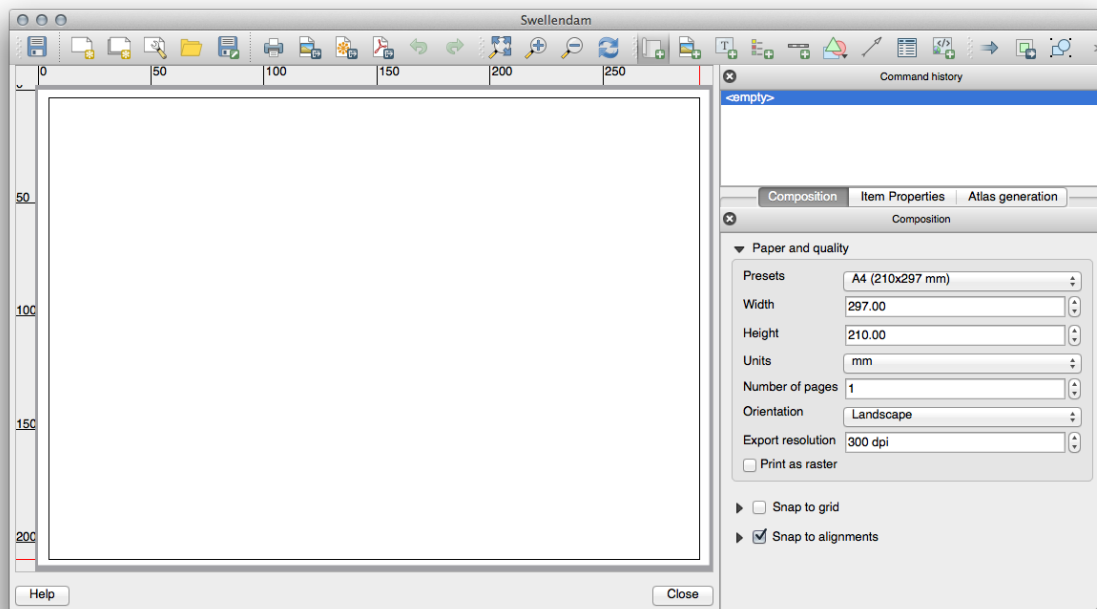 Swellendam
0 50 100 150 200 250
Command history
<empty>
50
Composition Item Properties Atlas generation
Composition
Paper and quality
Presets A4 (210x297 mm)
Width 297.00
100
Height 210.00
Units mm
Number of pages 1
Orientation Landscape
150
Export resolution 300 dpi
Print as raster
Snap to grid
200
Snap to alignments
Help Close